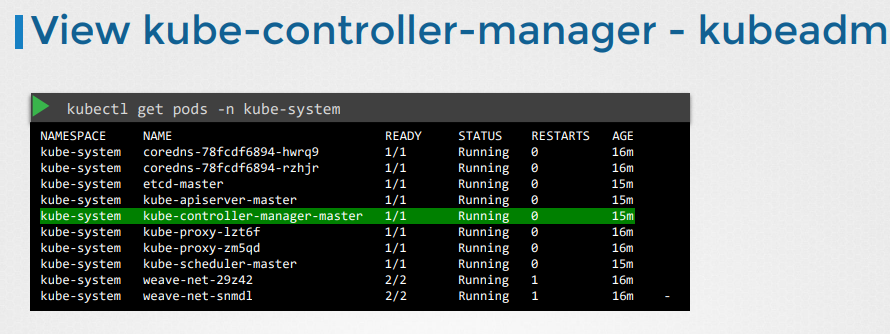 View kube-controller-manager - kubeadm
kubectl get pods -n kube-system
NAMESPACE NAME READY STATUS RESTARTS AGE
kube-system coredns-78fcdf6894-hwrq9 1/1 Running 0 16m
kube-system coredns-78fcdf6894-rzhjr 1/1 Running 0 16m
kube-system etcd-master 1/1 Running 0 15m
kube-system kube-apiserver-master 1/1 Running 0 15m
kube-system kube-controller-manager-master 1/1 Running 0 15m
kube-system kube-proxy-lzt6f 1/1 Running 0 16m
kube-system kube-proxy-zm5qd 1/1 Running 0 16m
kube-system kube-scheduler-master 1/1 Running 0 15m
kube-system weave-net-29z42 2/2 Running 1 16m
kube-system weave-net-snmdl 2/2 Running 1 16m -